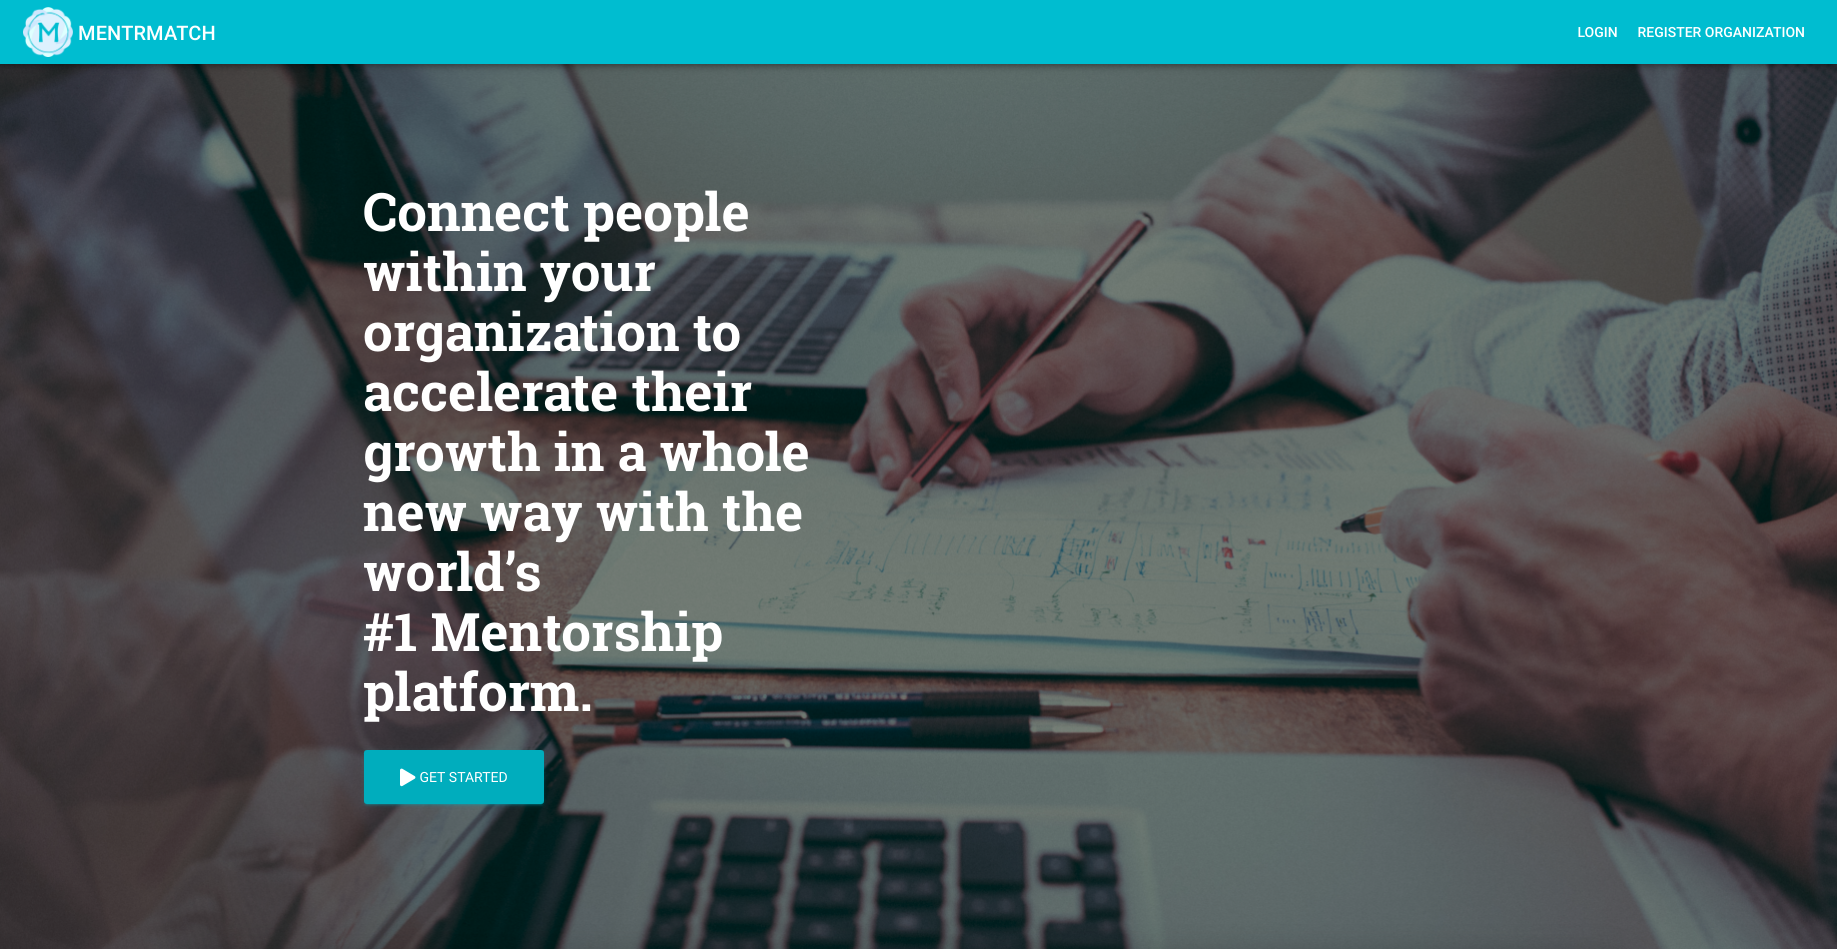 M MENTRMATCH
LOGIN REGISTER ORGANIZATION
Connect people
within your
organization to
accelerate their
growth in a whole
new way with the
world’s
#1 Mentorship
platform.
GET STARTED